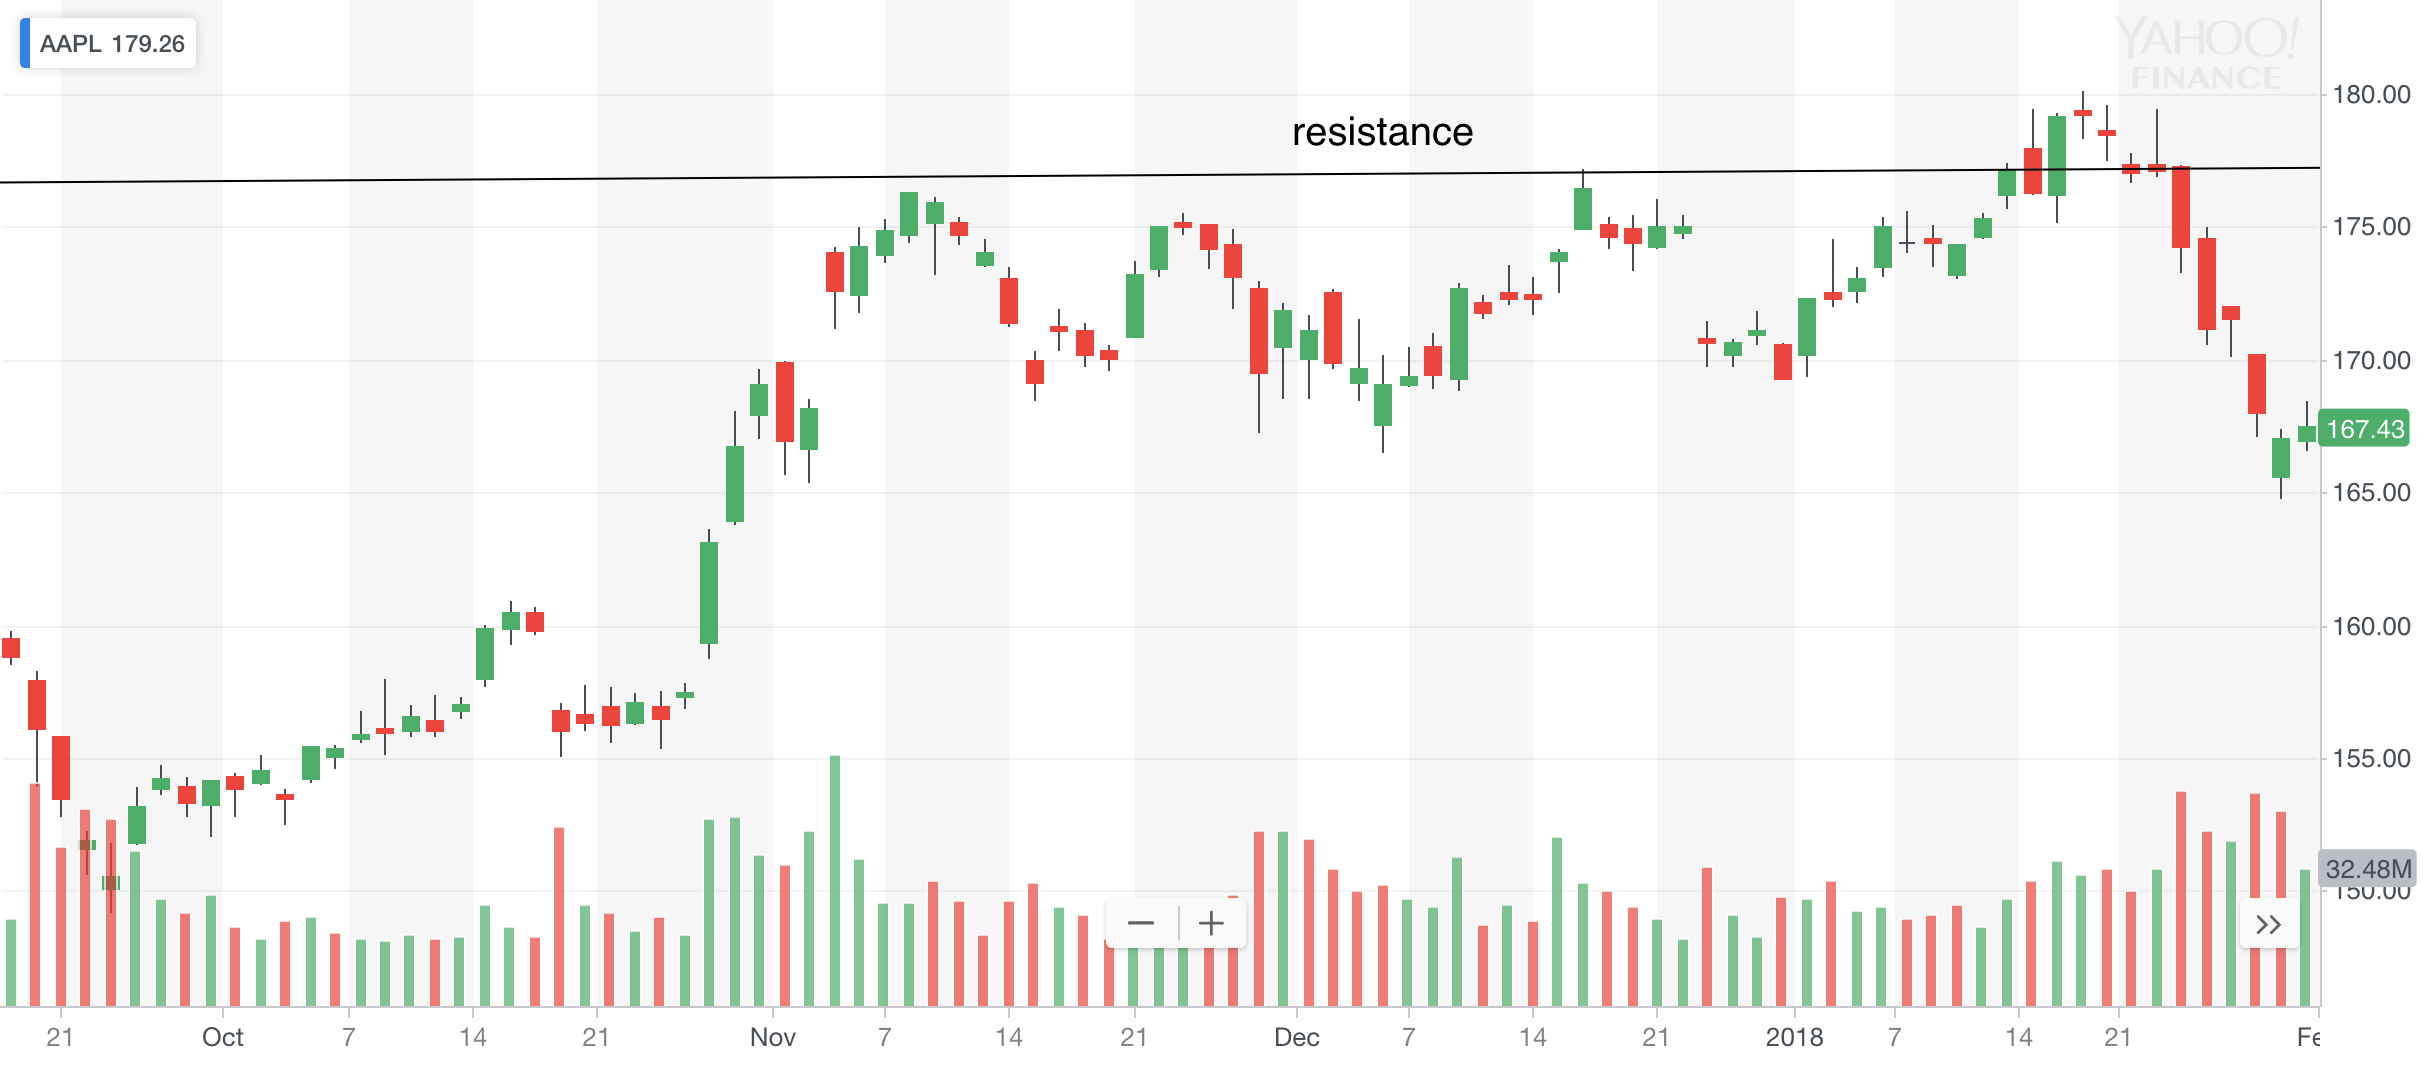 AAPL 179.26
YAHOO!
FINANCE
resistance
180.00
175.00
170.00
167.43
165.00
160.00
155.00
32.48M
150.00
21 Oct 7 14 21 Nov 7 14 21 Dec 7 14 21 2018 7 14 21 Fe